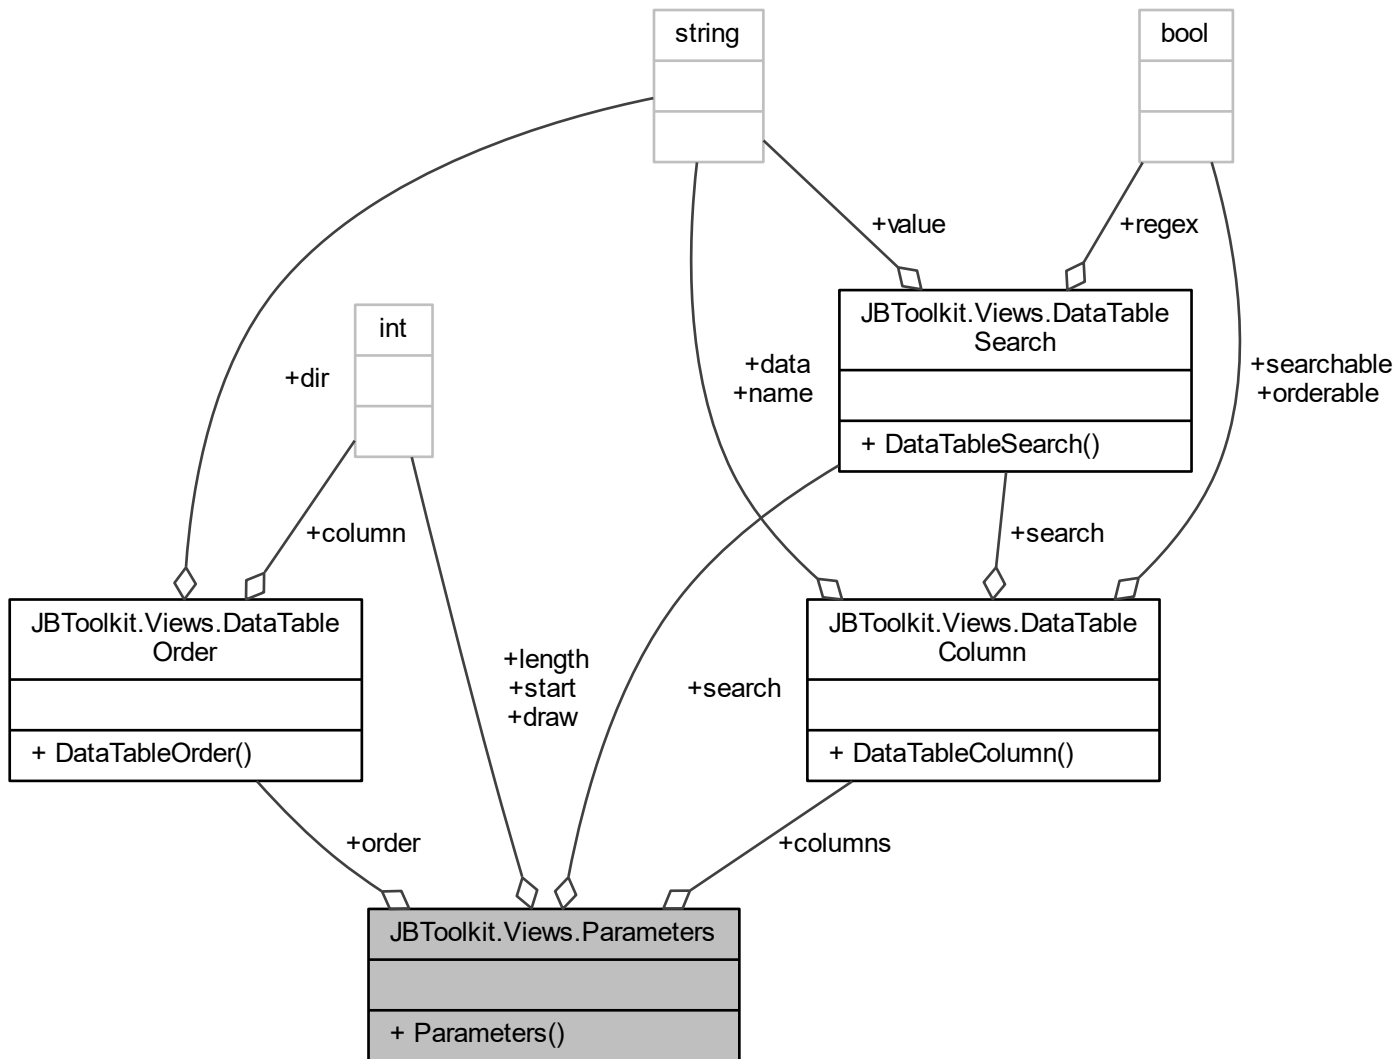 string
bool
+value
+regex
JBToolkit.Views.DataTable
Search
+ DataTableSearch()
int
+dir
+data
+name
+searchable
+orderable
+column
+search
JBToolkit.Views.DataTable
Order
+ DataTableOrder()
+length
+start
+draw
+search
JBToolkit.Views.DataTable
Column
+ DataTableColumn()
+order
+columns
JBToolkit.Views.Parameters
+ Parameters()